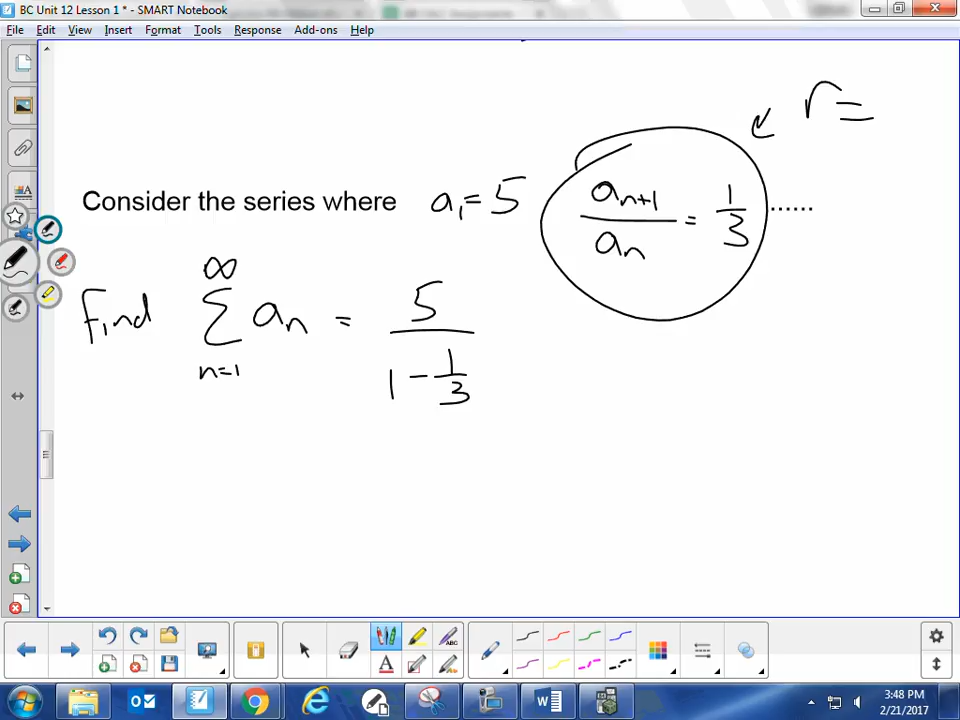 BC Unit 12 Lesson 1 * - SMART Notebook
File Edit View Insert Format Tools Response Add-ons Help
r=
Consider the series where a₁=5 aₙ₊₁/aₙ = 1/3 ......
Find ∞∑n=1 aₙ = 5/(1 - 1/3)
3:48 PM
2/21/2017